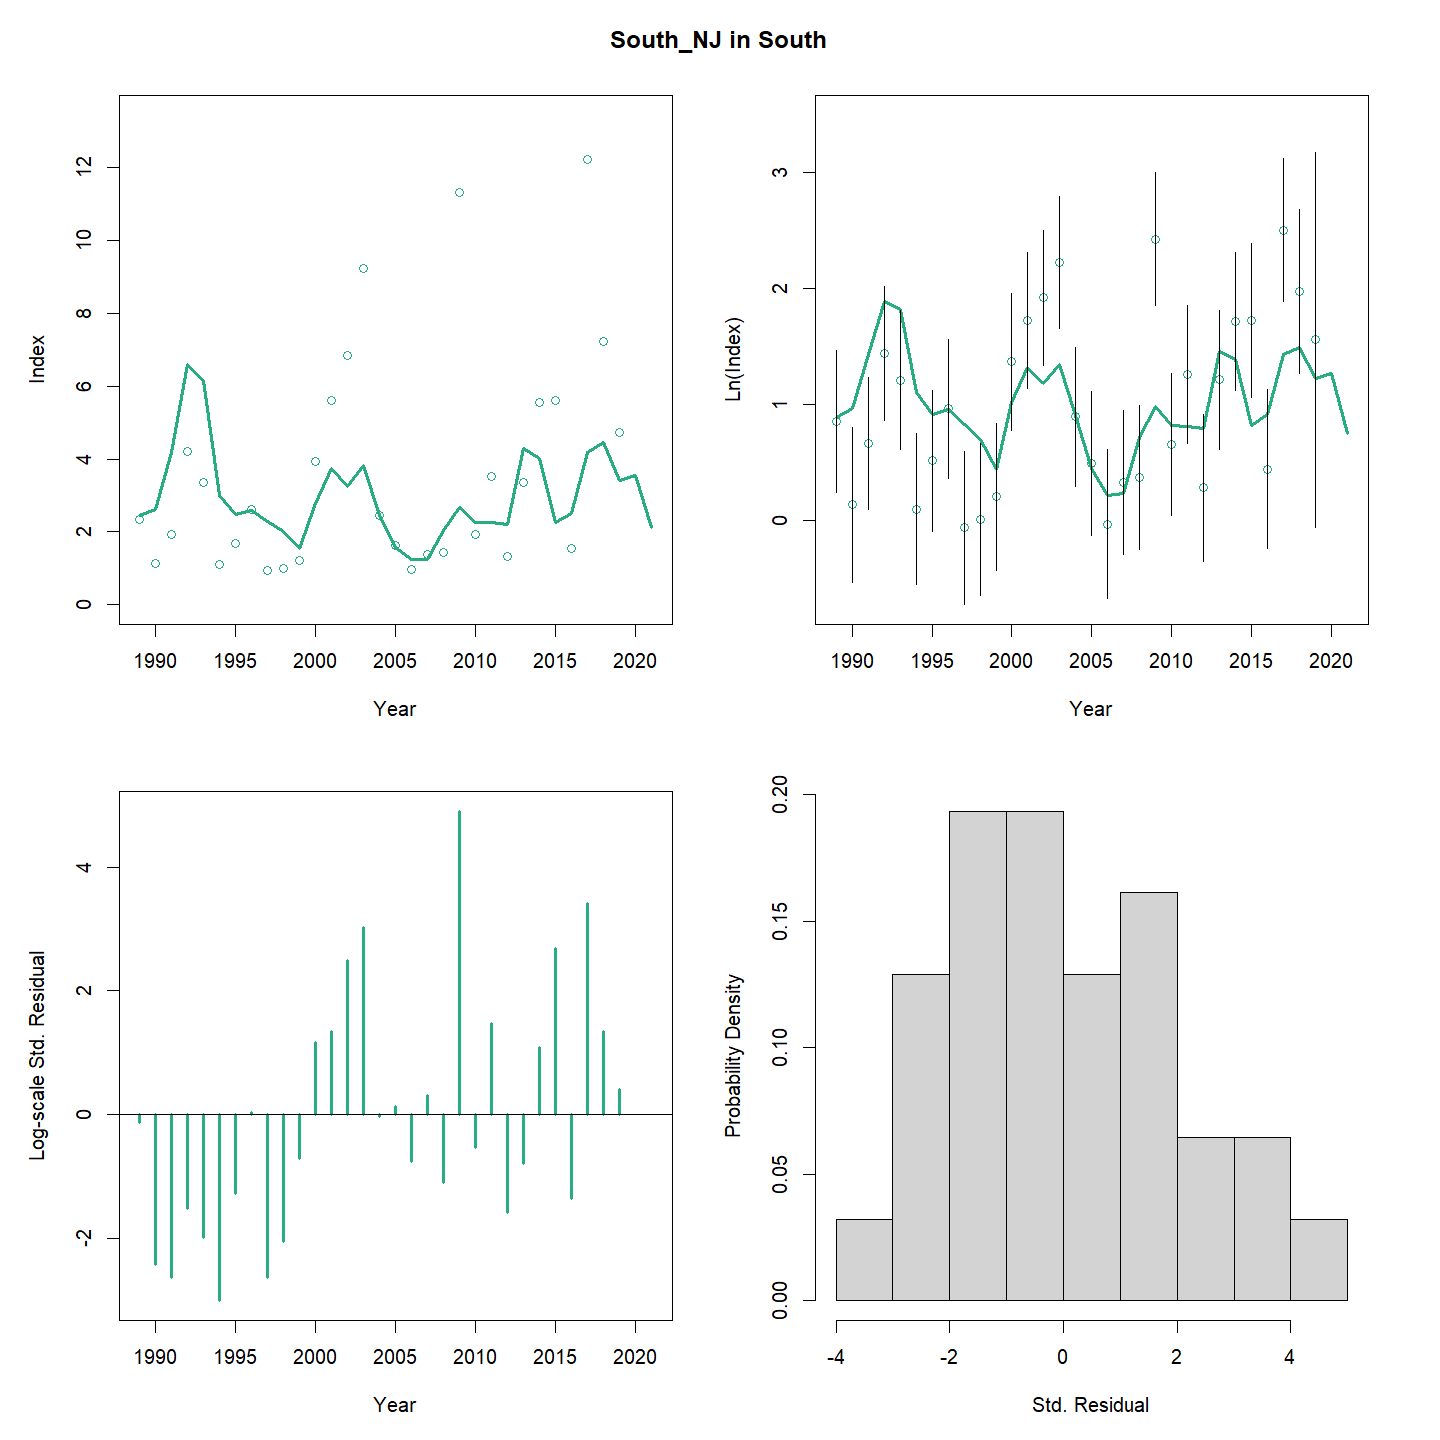 South_NJ in South
Index
0 2 4 6 8 10 12
1990 1995 2000 2005 2010 2015 2020
Year
Ln(Index)
0 1 2 3
1990 1995 2000 2005 2010 2015 2020
Year
Log-scale Std. Residual
-2 0 2 4
1990 1995 2000 2005 2010 2015 2020
Year
Probability Density
0.00 0.05 0.10 0.15 0.20
-4 -2 0 2 4
Std. Residual